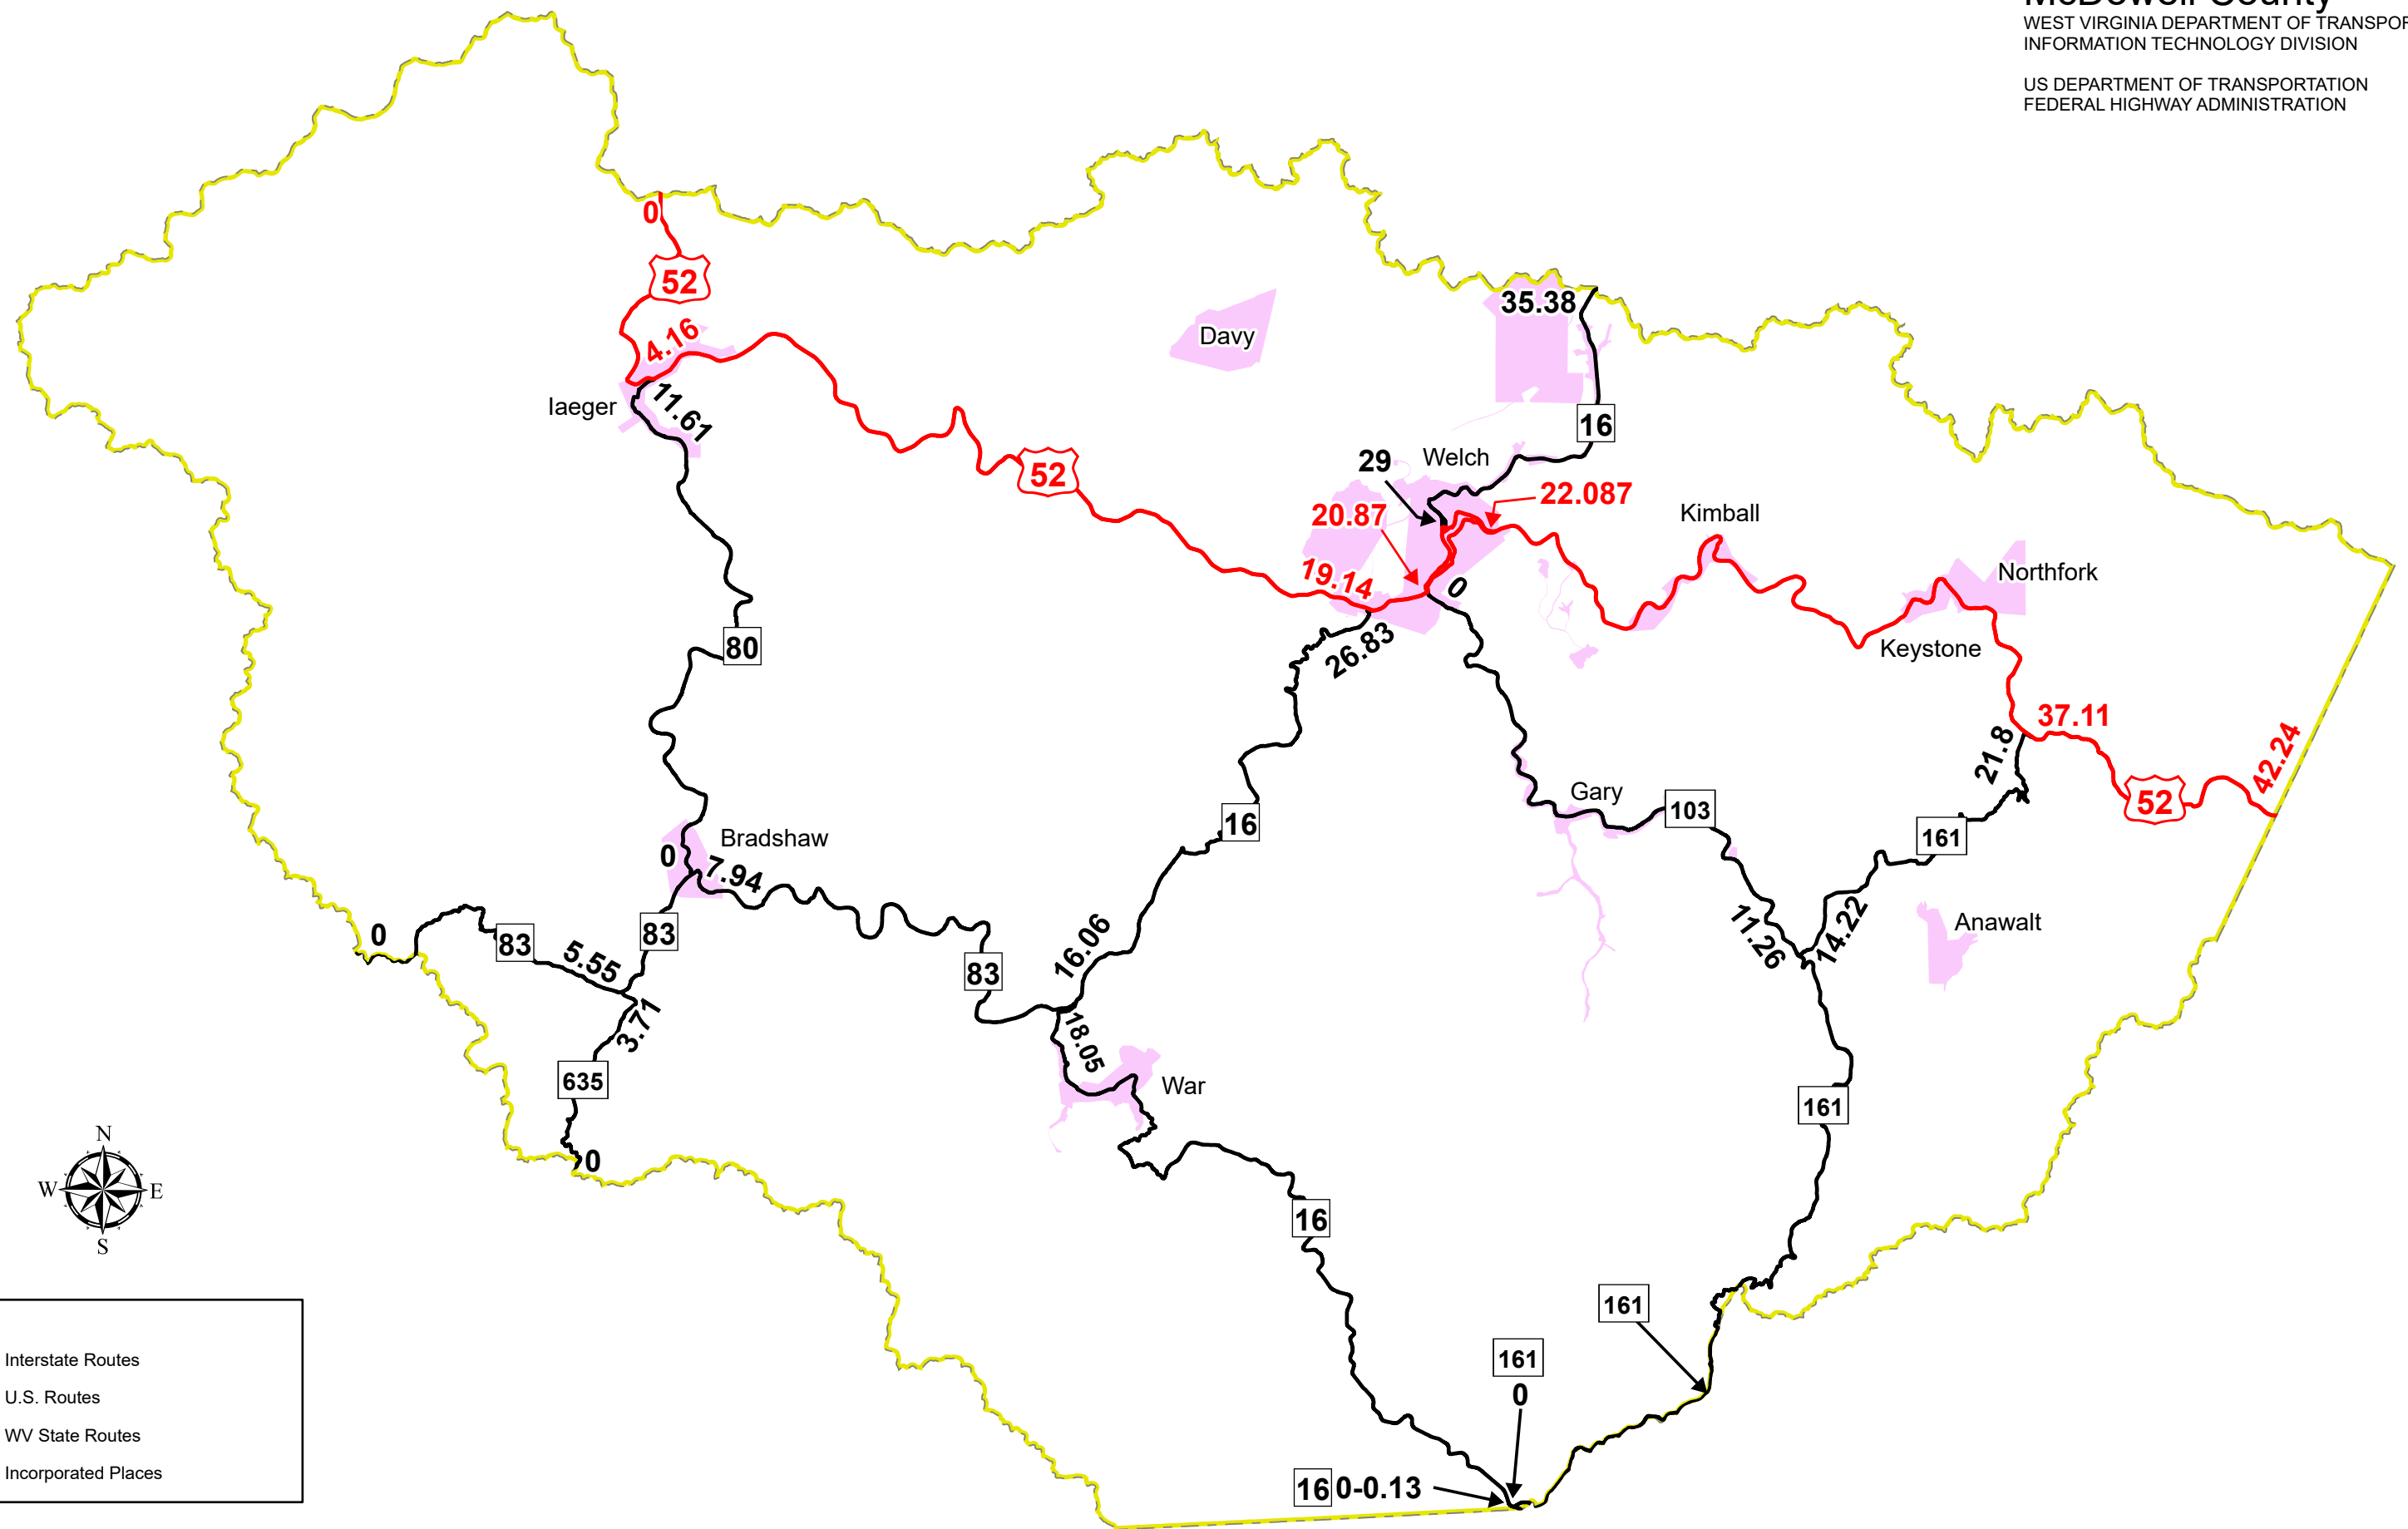 McDowell County
WEST VIRGINIA DEPARTMENT OF TRANSPOR
INFORMATION TECHNOLOGY DIVISION
US DEPARTMENT OF TRANSPORTATION
FEDERAL HIGHWAY ADMINISTRATION
0
52
4.16
Iaeger
11.61
Davy
35.38
16
Welch
29
52
22.087
20.87
Kimball
19.14
0
Northfork
26.83
80
Keystone
37.11
21.8
42.24
52
Gary
103
161
16
Bradshaw
0
7.94
83
0
83
5.55
3.71
83
16.06
11.26
14.22
Anawalt
18.05
War
635
0
161
N
W
E
S
16
161
161
0
16 0-0.13
Interstate Routes
U.S. Routes
WV State Routes
Incorporated Places